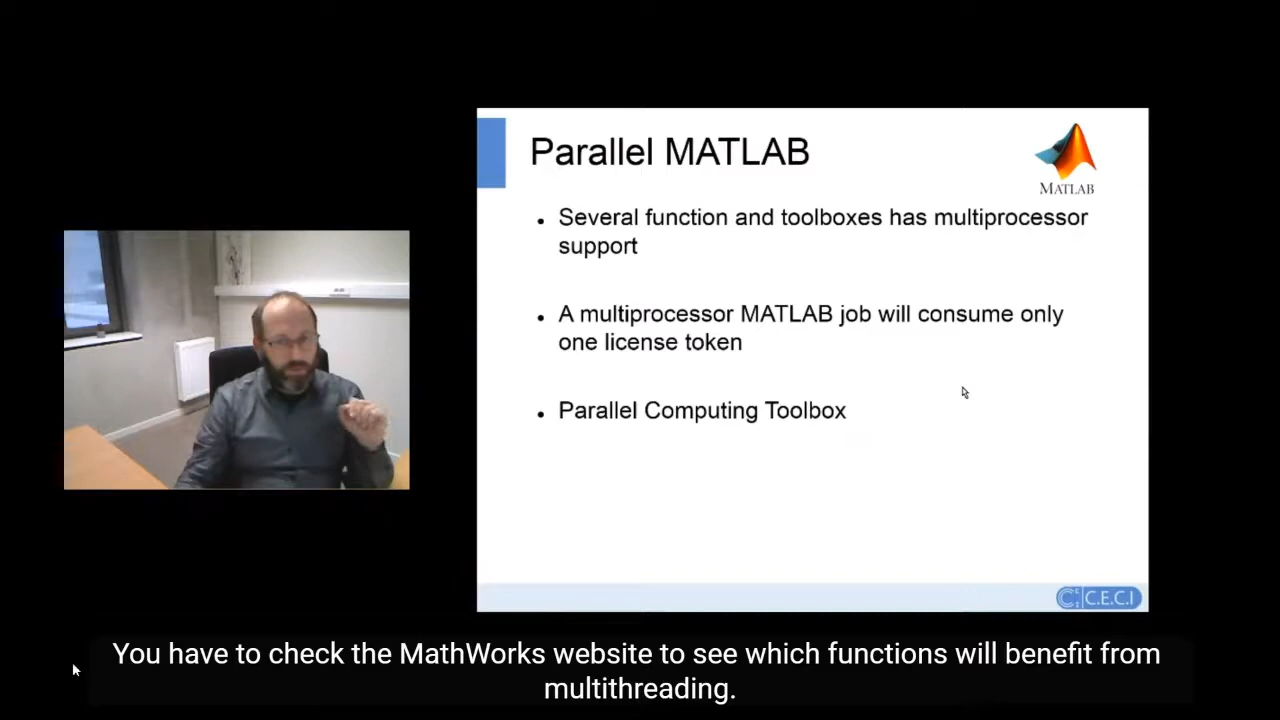 Parallel MATLAB
MATLAB
• Several function and toolboxes has multiprocessor
support
• A multiprocessor MATLAB job will consume only
one license token
• Parallel Computing Toolbox
C.E.C.I
You have to check the MathWorks website to see which functions will benefit from
multithreading.